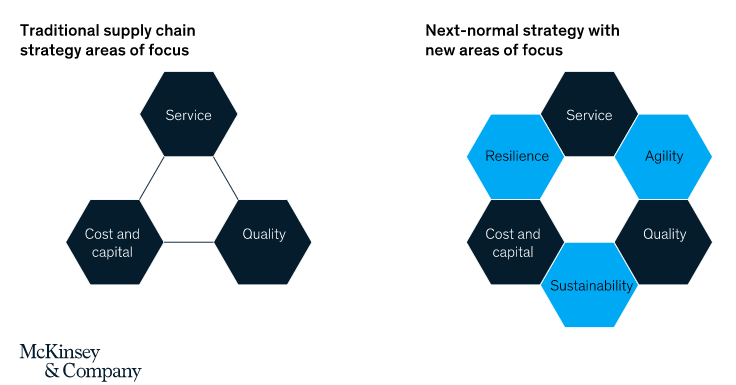 Traditional supply chain
strategy areas of focus
Service
Cost and
capital
Quality
Next-normal strategy with
new areas of focus
Service
Resilience
Agility
Cost and
capital
Quality
Sustainability
McKinsey
& Company